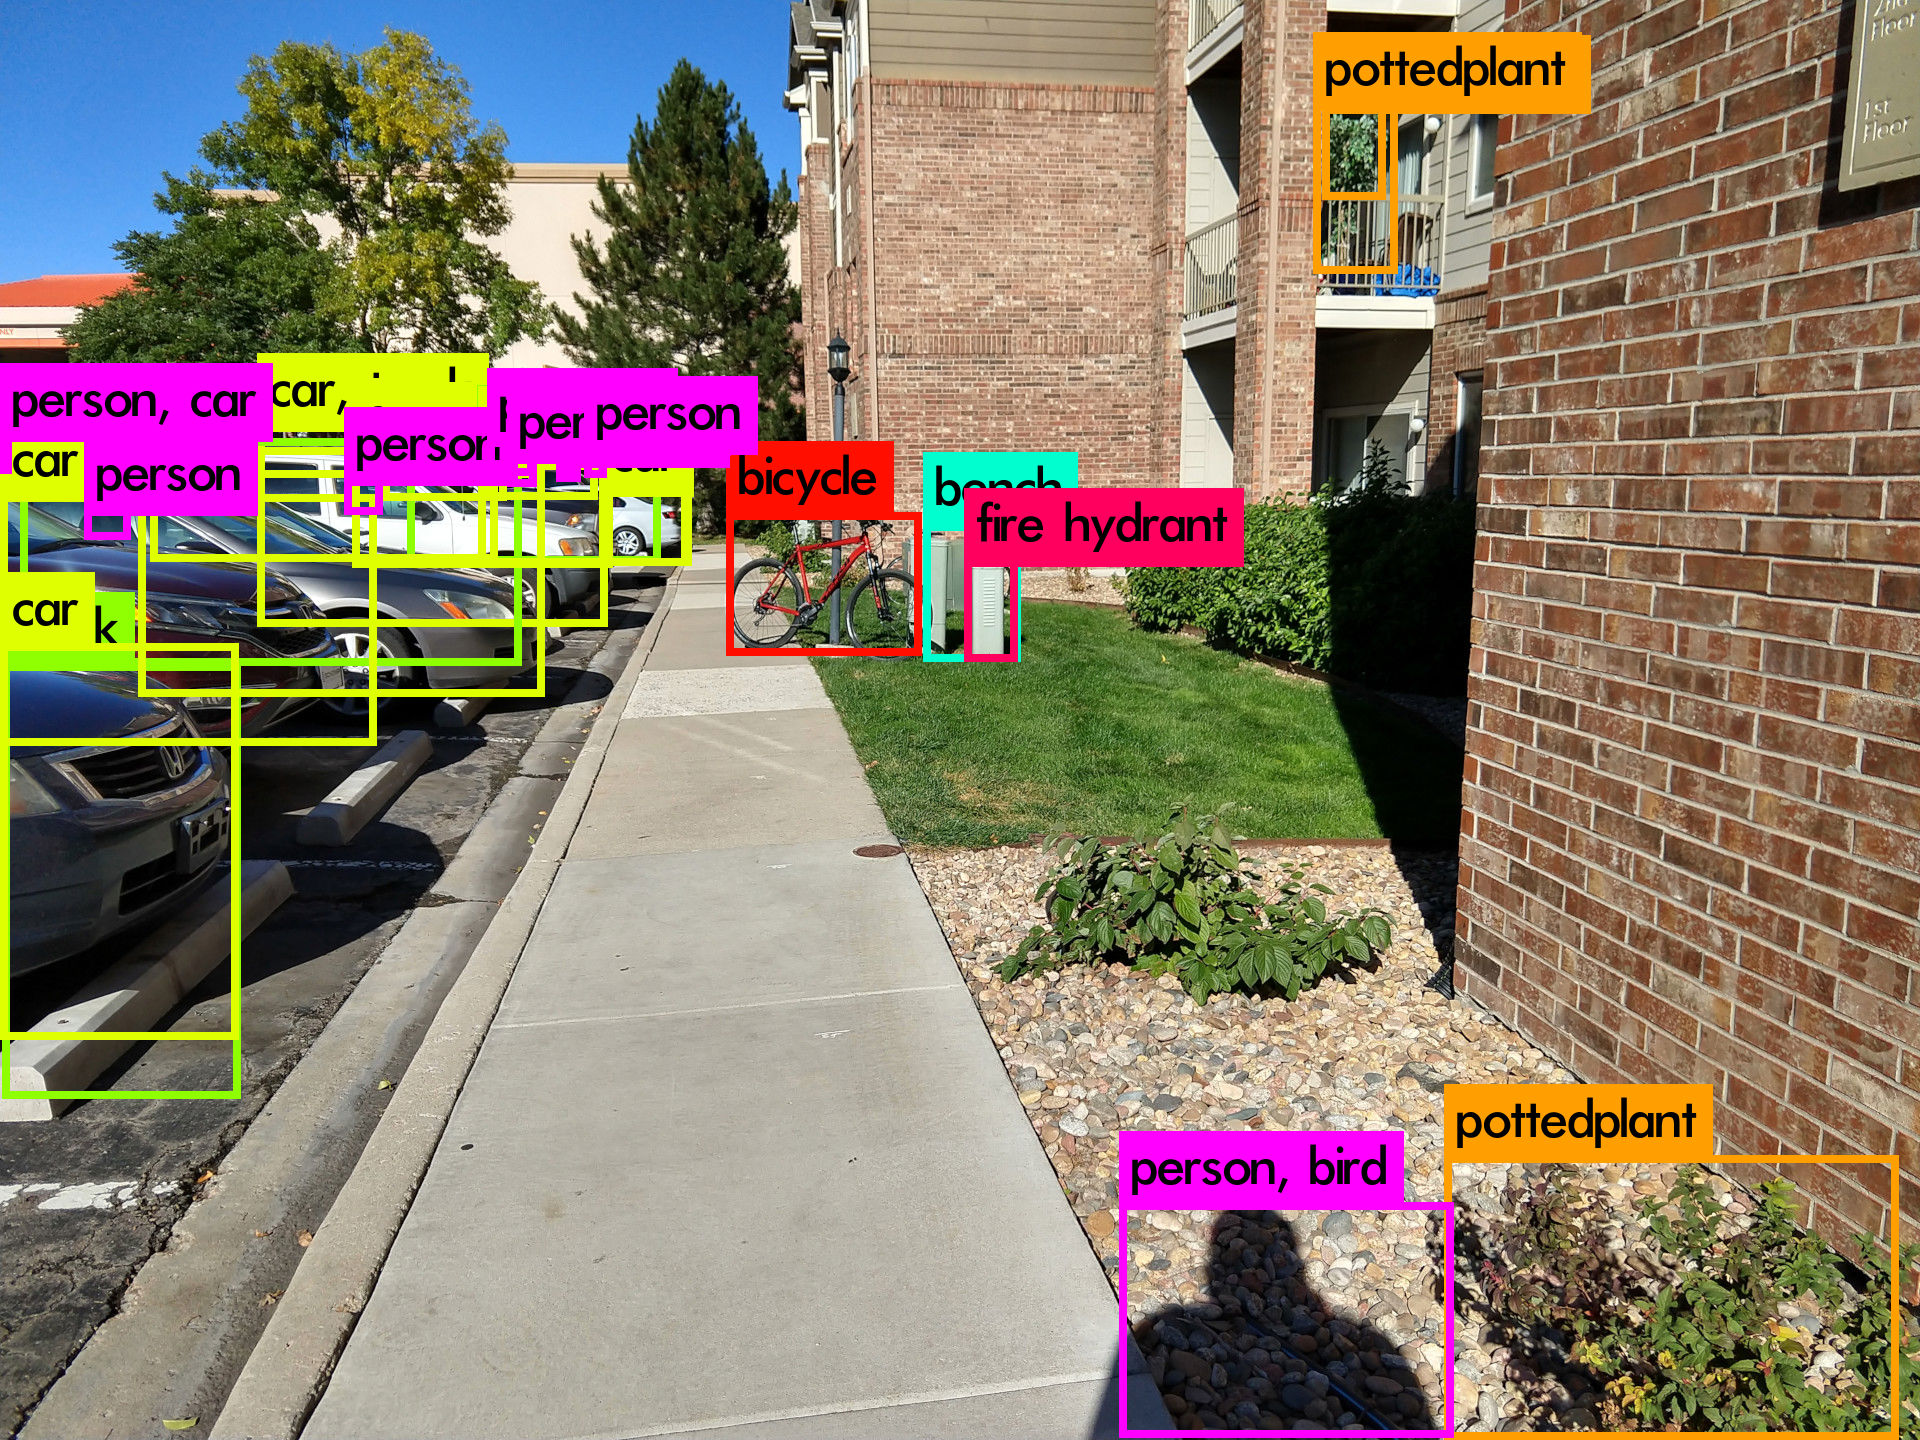 2nd
Floor
pottedplant
1st
Floor
NLY
person, car
car,
person
per
person
car
person
bicycle
bench
fire hydrant
car
k
pottedplant
person, bird